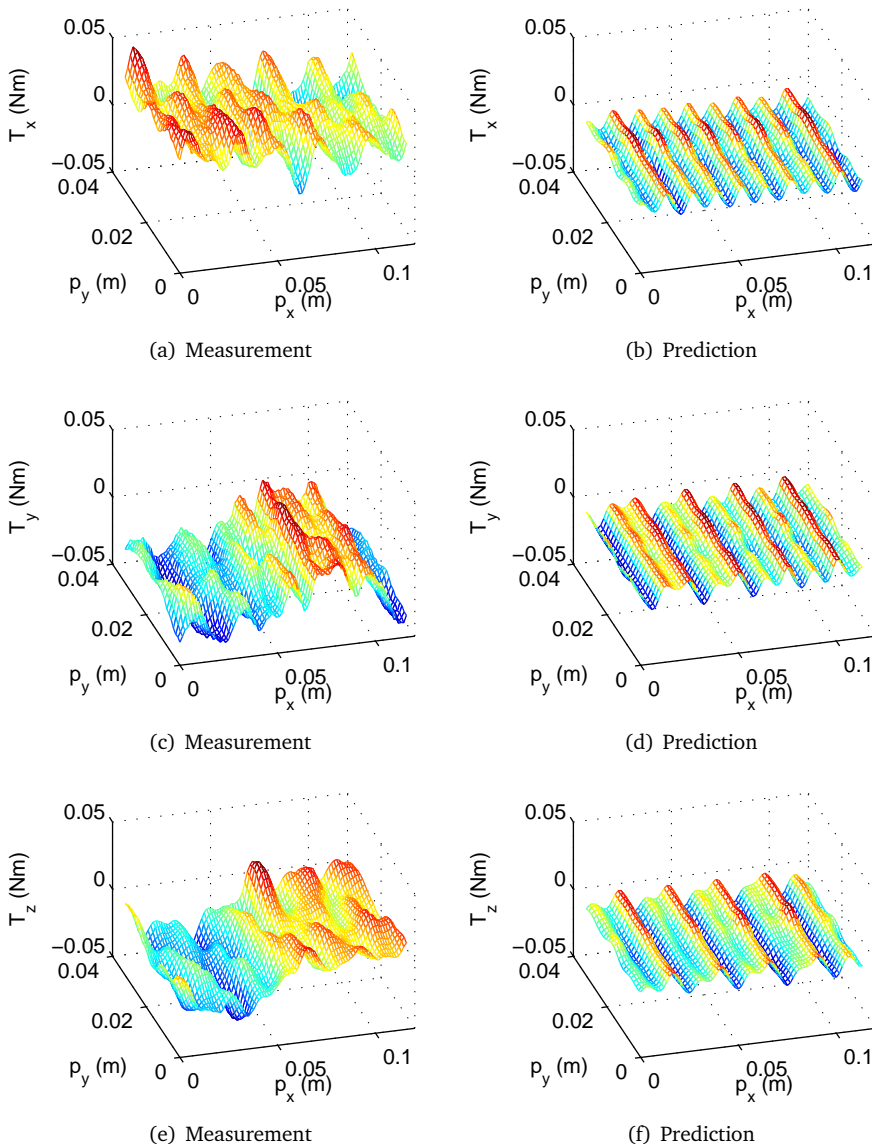 0.05
0
−0.05
0.04
0.02
0
0
0.05
0.1
T_x (Nm)
p_y (m)
p_x (m)
(a) Measurement
0.05
0
−0.05
0.04
0.02
0
0
0.05
0.1
T_x (Nm)
p_y (m)
p_x (m)
(b) Prediction
0.05
0
−0.05
0.04
0.02
0
0
0.05
0.1
T_y (Nm)
p_y (m)
p_x (m)
(c) Measurement
0.05
0
−0.05
0.04
0.02
0
0
0.05
0.1
T_y (Nm)
p_y (m)
p_x (m)
(d) Prediction
0.05
0
−0.05
0.04
0.02
0
0
0.05
0.1
T_z (Nm)
p_y (m)
p_x (m)
(e) Measurement
0.05
0
−0.05
0.04
0.02
0
0
0.05
0.1
T_z (Nm)
p_y (m)
p_x (m)
(f) Prediction